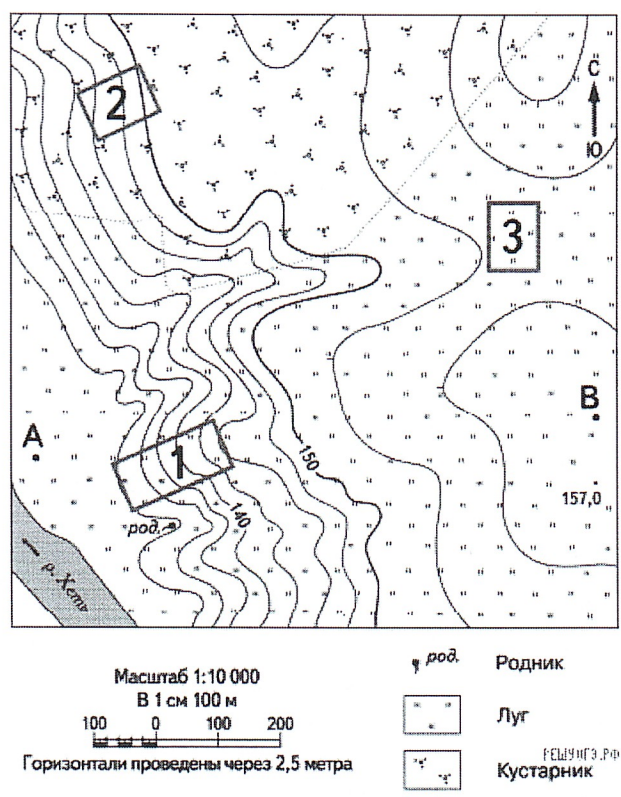 2
С
Ю
3
В
А
1
150
157,0
140
род.
р. Хеть
Масштаб 1:10 000
В 1 см 100 м
100 0 100 200
Горизонтали проведены через 2,5 метра
род. Родник
Луг
РЕШУОГЭ.РФ
Кустарник